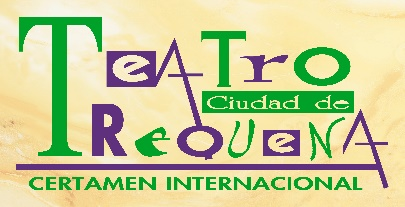 TeAtro
Ciudad de
ReQUeNA
CERTAMEN INTERNACIONAL